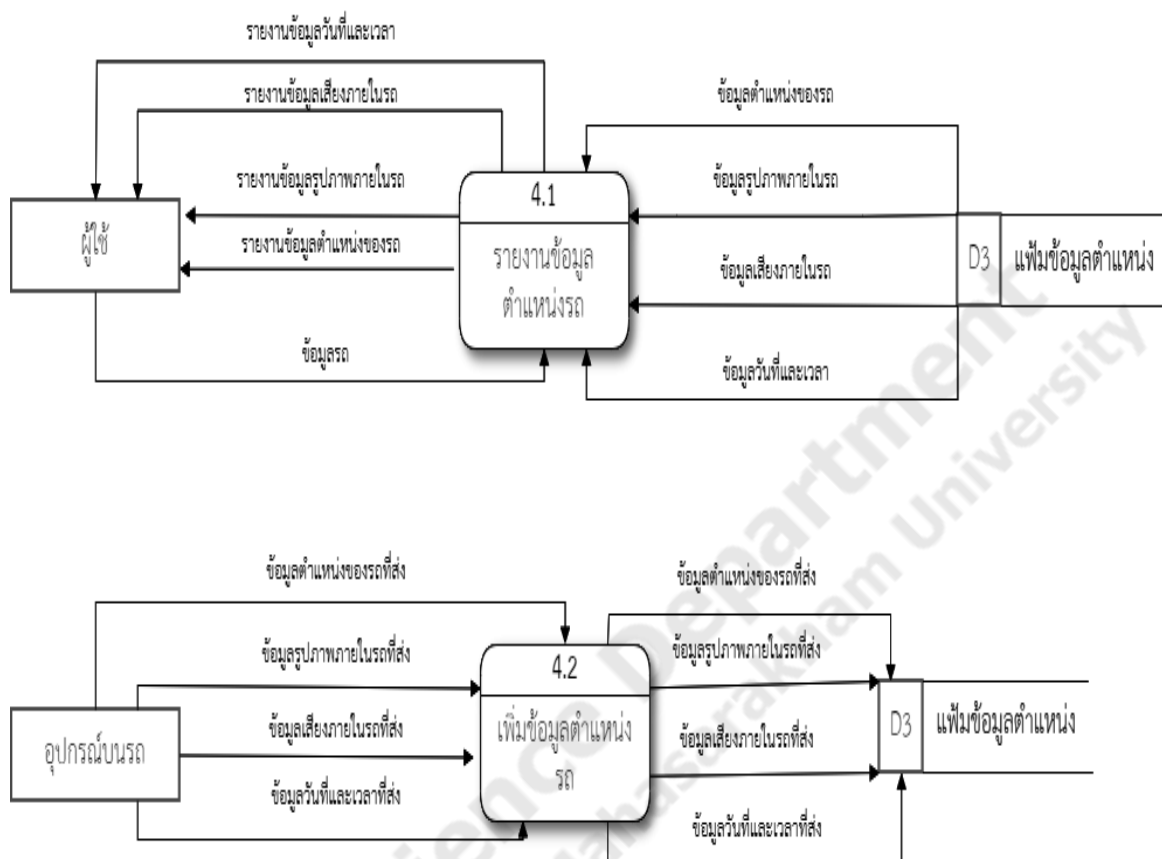 รายงานข้อมูลวันที่และเวลา
รายงานข้อมูลเสียงภายในรถ
ข้อมูลตำแหน่งของรถ
รายงานข้อมูลรูปภาพภายในรถ
4.1
ข้อมูลรูปภาพภายในรถ
ผู้ใช้
รายงานข้อมูลตำแหน่งของรถ
รายงานข้อมูล
ตำแหน่งรถ
ข้อมูลเสียงภายในรถ
D3
แฟ้มข้อมูลตำแหน่ง
ข้อมูลรถ
ข้อมูลวันที่และเวลา
ข้อมูลตำแหน่งของรถที่ส่ง
ข้อมูลตำแหน่งของรถที่ส่ง
ข้อมูลรูปภาพภายในรถที่ส่ง
4.2
ข้อมูลรูปภาพภายในรถที่ส่ง
อุปกรณ์บนรถ
ข้อมูลเสียงภายในรถที่ส่ง
เพิ่มข้อมูลตำแหน่ง
รถ
ข้อมูลเสียงภายในรถที่ส่ง
D3
แฟ้มข้อมูลตำแหน่ง
ข้อมูลวันที่และเวลาที่ส่ง
ข้อมูลวันที่และเวลาที่ส่ง
ience Department
Mahasarakham University